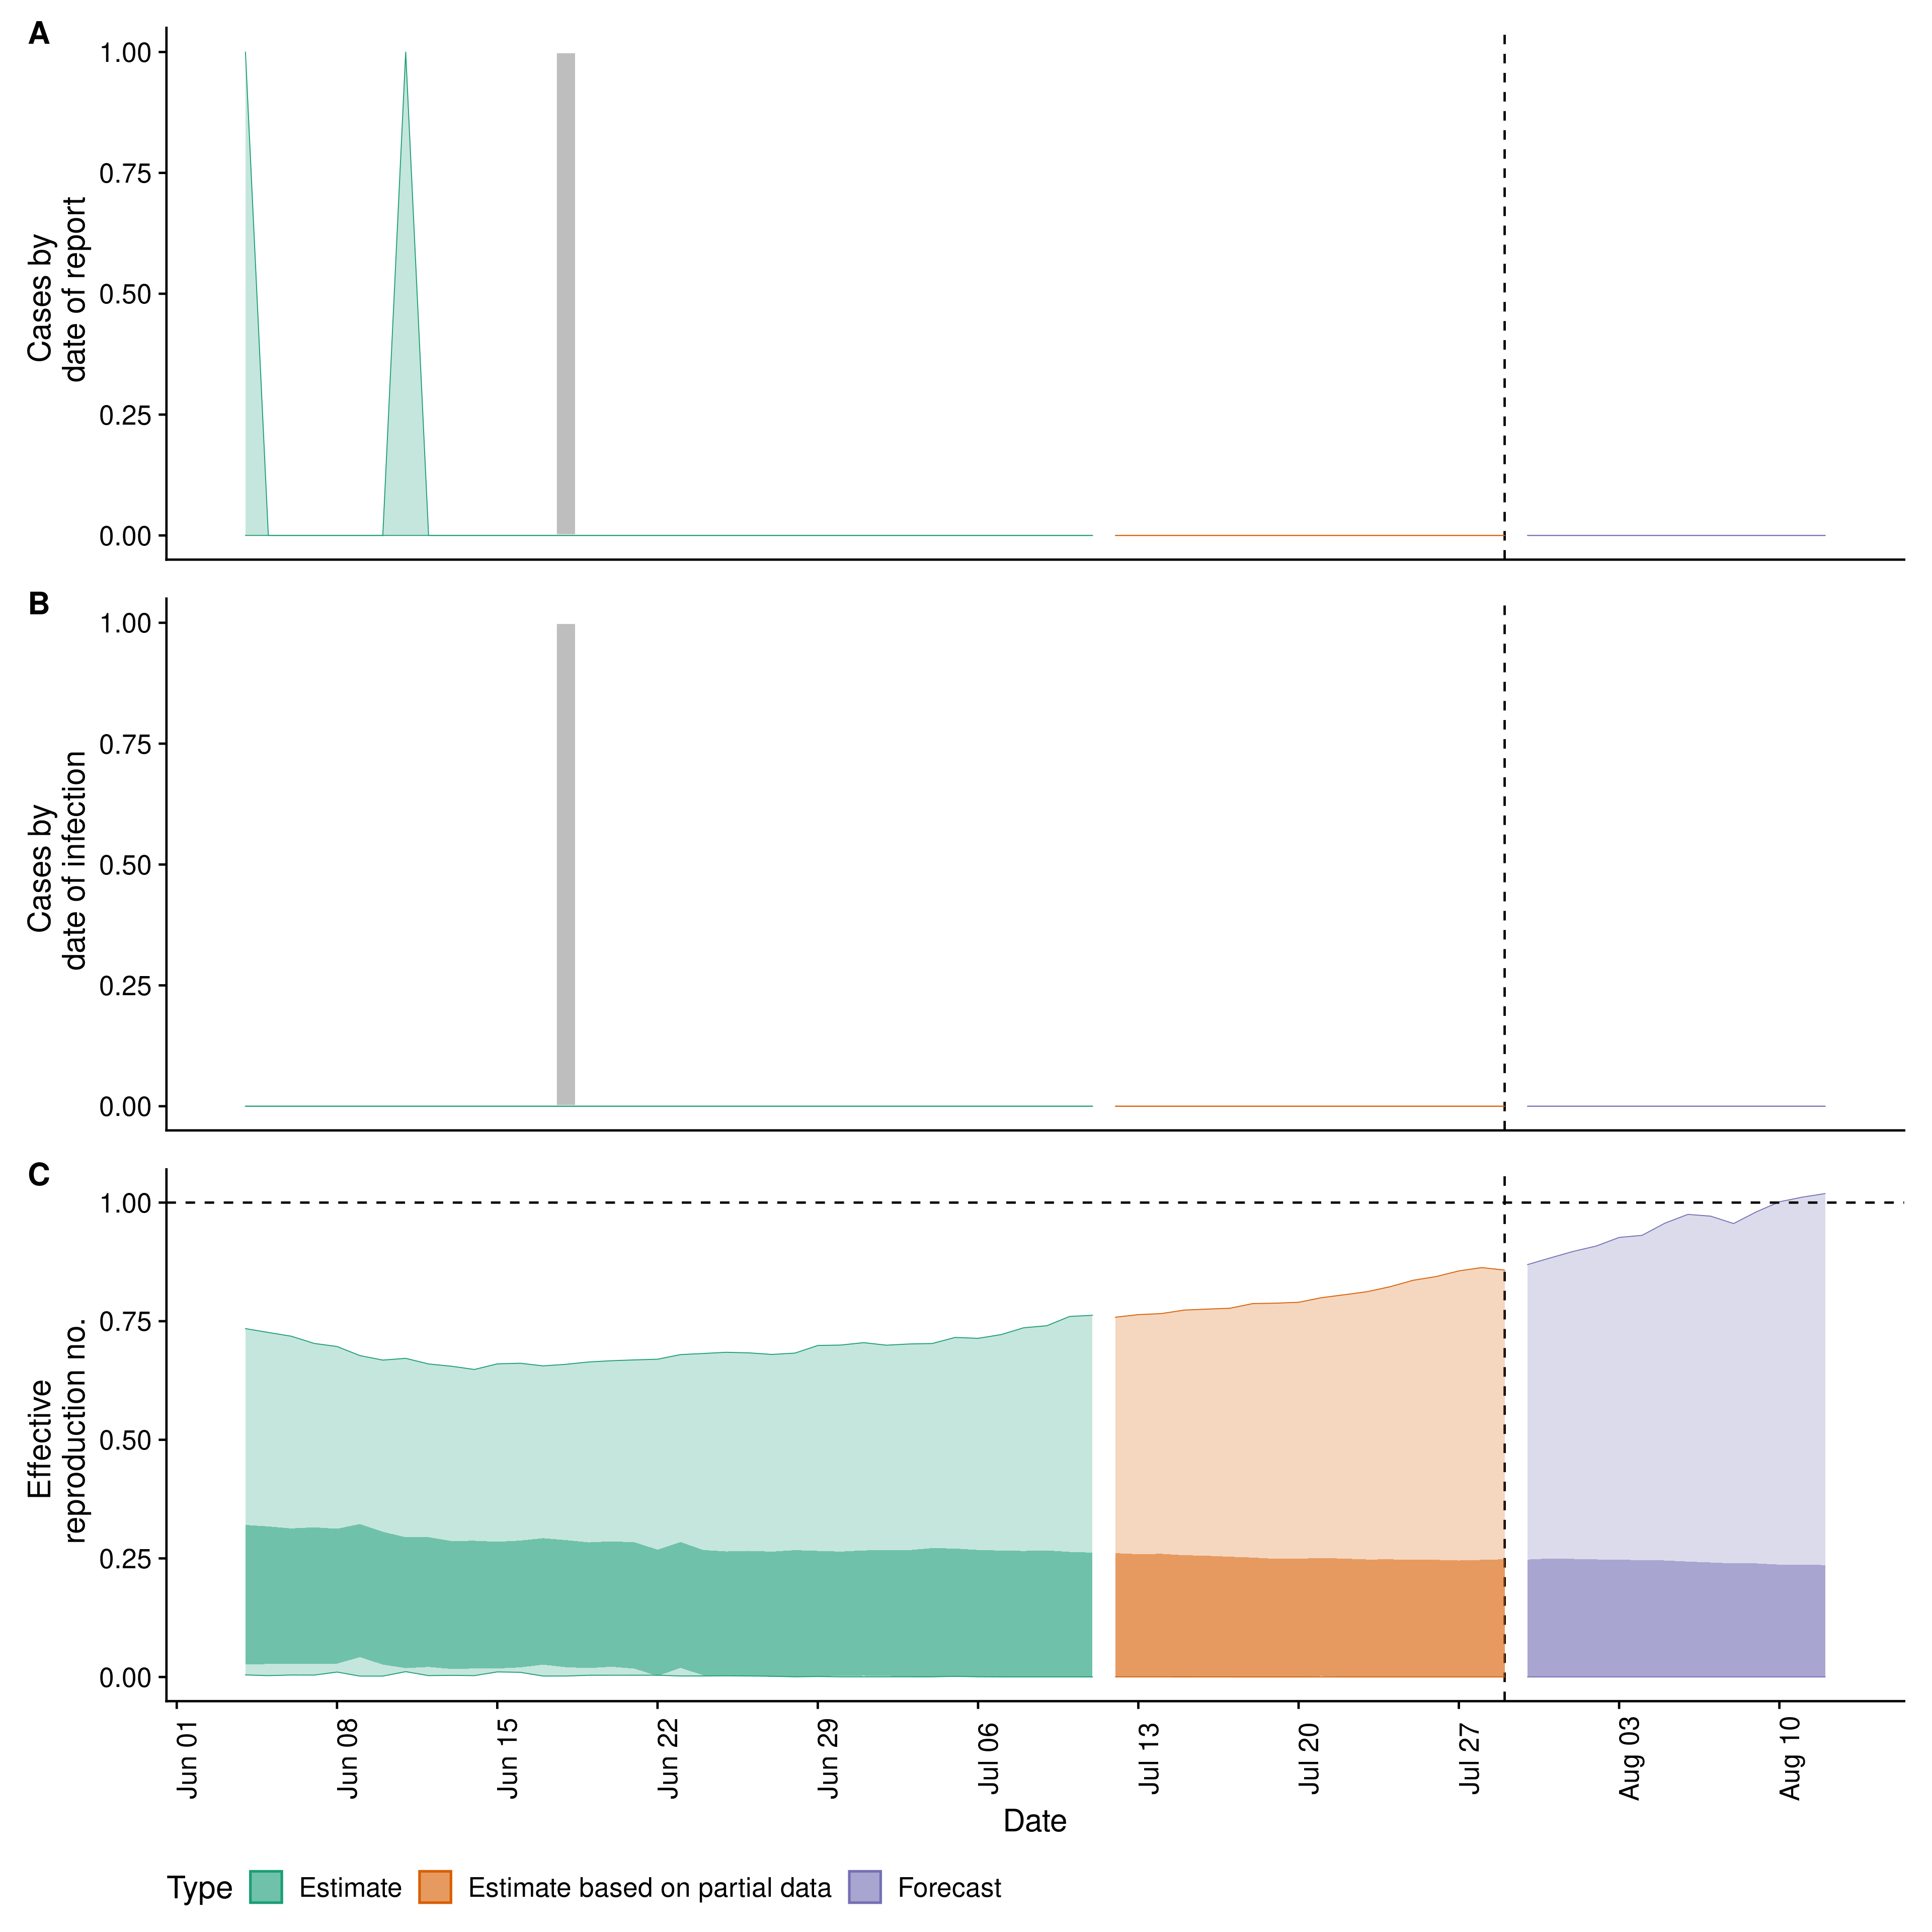 A
1.00
0.75
0.50
0.25
0.00
Cases by
date of report
B
1.00
0.75
0.50
0.25
0.00
Cases by
date of infection
C
1.00
0.75
0.50
0.25
0.00
Effective
reproduction no.
Jun 01
Jun 08
Jun 15
Jun 22
Jun 29
Jul 06
Jul 13
Jul 20
Jul 27
Aug 03
Aug 10
Date
Type Estimate Estimate based on partial data Forecast